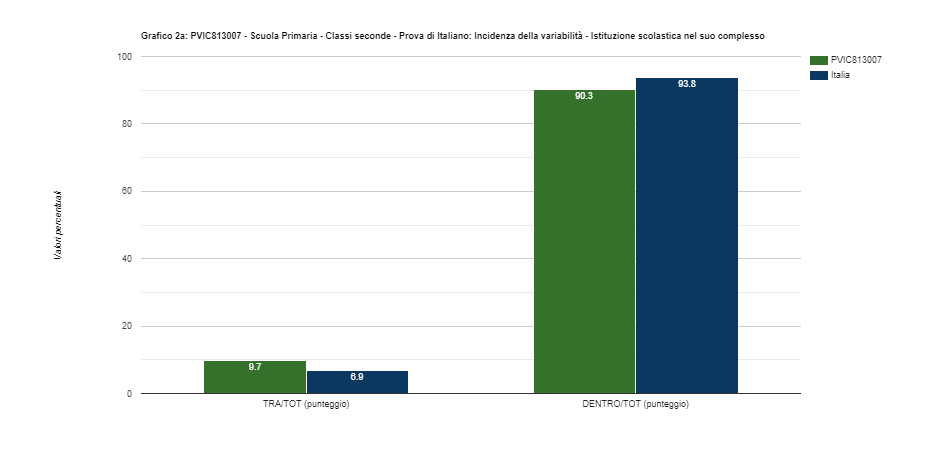 Grafico 2a: PVIC813007 - Scuola Primaria - Classi seconde - Prova di Italiano: Incidenza della variabilità - Istituzione scolastica nel suo complesso
PVIC813007
Italia
Valori percentuali
100
80
60
40
20
0
90.3
93.8
9.7
6.9
TRA/TOT (punteggio)
DENTRO/TOT (punteggio)